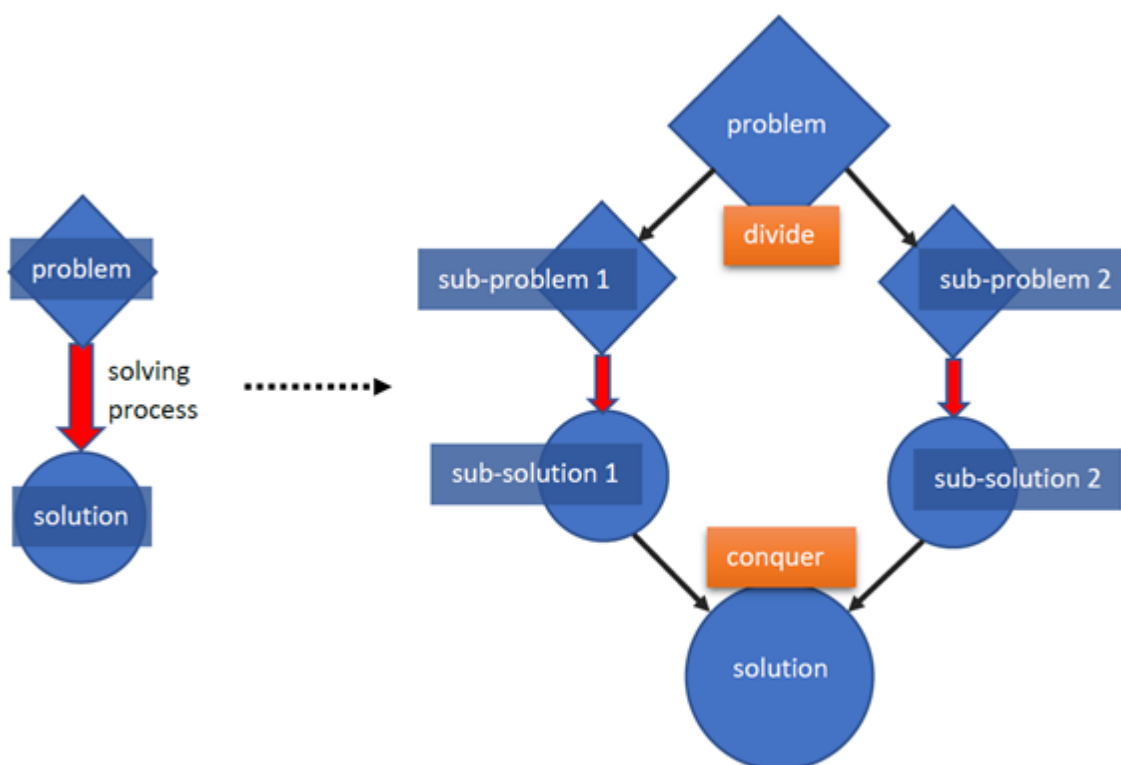 problem
solving
process
solution
problem
divide
sub-problem 1
sub-problem 2
sub-solution 1
sub-solution 2
conquer
solution